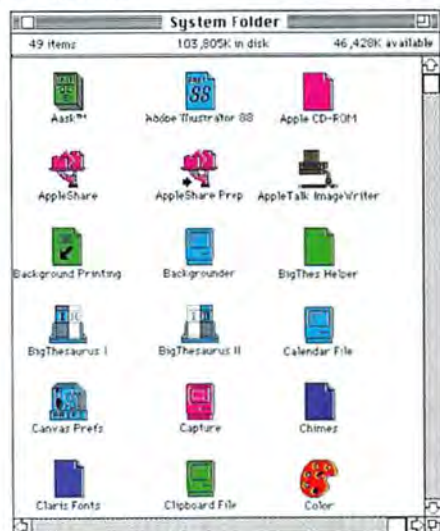 System Folder
49 items 103,805K in disk 46,428K available
Aask™ Adobe Illustrator 88 Apple CD-ROM
AppleShare AppleShare Prep AppleTalk ImageWriter
Background Printing Backgrounder BigThes Helper
BigThesaurus I BigThesaurus II Calendar File
Canvas Prefs Capture Chimes
Claris Fonts Clipboard File Color